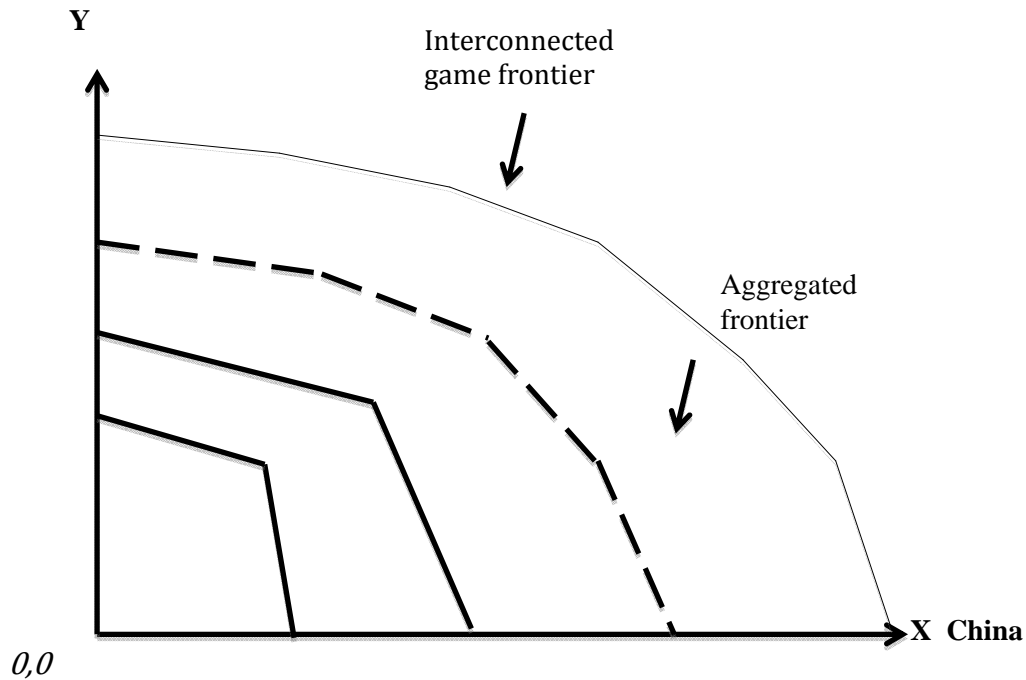 Y
Interconnected
game frontier
Aggregated
frontier
X China
0,0